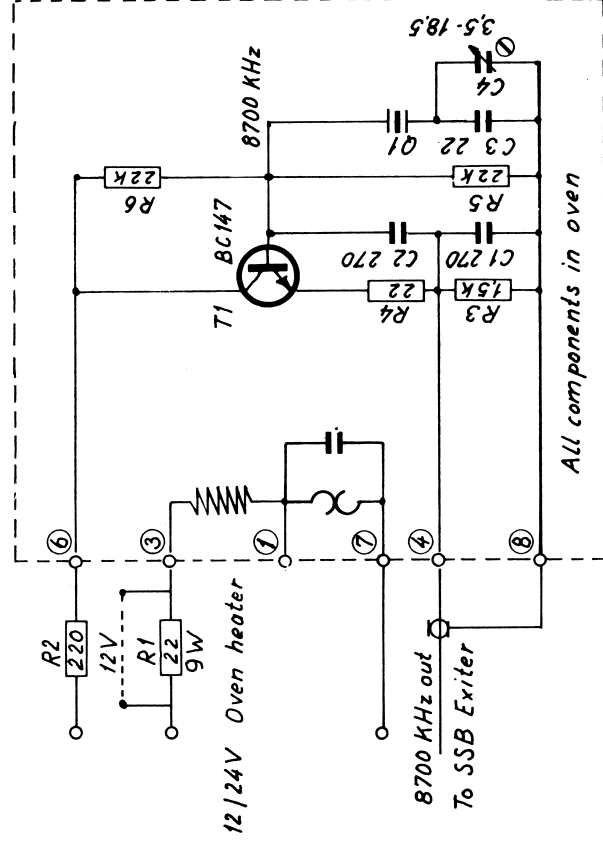 R2
220
12V
R1
22
9W
12/24V Oven heater
8700 KHz out
To SSB Exiter
6
3
1
7
4
8
T1
BC147
R6
22K
8700 KHz
R4
22
C2 270
R3
1.5K
C1 270
R5
22K
Q1
C3 22
C4
3,5-18.5
1
All components in oven